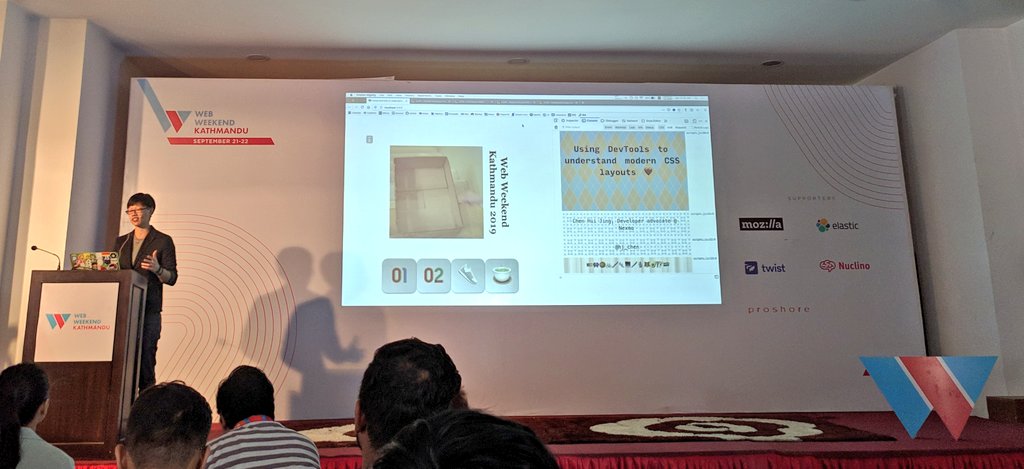 WEB
WEEKEND
KATHMANDU
SEPTEMBER 21-22
Web Weekend
Kathmandu 2019
01
02
Using DevTools to
understand modern CSS
layouts
Chen Hui Jing, Developer advocate @
Nexmo
@hj_chen
SUPPORTERS
moz://a
elastic
twist
Nuclino
proshore
WEB
WEEKEND
KATHMANDU